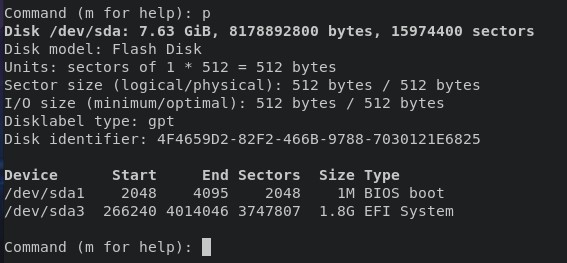 Command (m for help): p
Disk /dev/sda: 7.63 GiB, 8178892800 bytes, 15974400 sectors
Disk model: Flash Disk
Units: sectors of 1 * 512 = 512 bytes
Sector size (logical/physical): 512 bytes / 512 bytes
I/O size (minimum/optimal): 512 bytes / 512 bytes
Disklabel type: gpt
Disk identifier: 4F4659D2-82F2-466B-9788-7030121E6825
Device      Start     End Sectors  Size Type
/dev/sda1    2048    4095    2048    1M BIOS boot
/dev/sda3  266240 4014046 3747807  1.8G EFI System
Command (m for help):